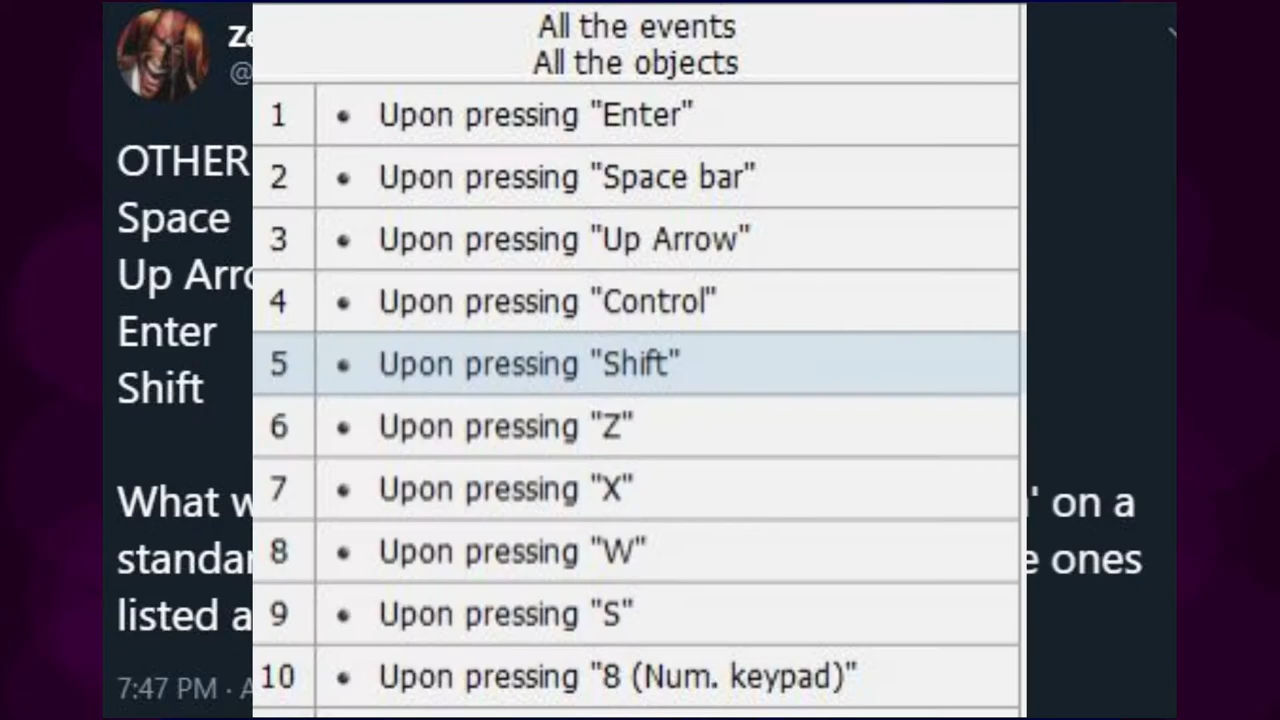 All the events
All the objects
1 • Upon pressing "Enter"
2 • Upon pressing "Space bar"
3 • Upon pressing "Up Arrow"
4 • Upon pressing "Control"
5 • Upon pressing "Shift"
6 • Upon pressing "Z"
7 • Upon pressing "X"
8 • Upon pressing "W"
9 • Upon pressing "S"
10 • Upon pressing "8 (Num. keypad)"
@
OTHER
Space
Up
Enter
Shift
What
' on a
ones
listed
7:47 PM ·